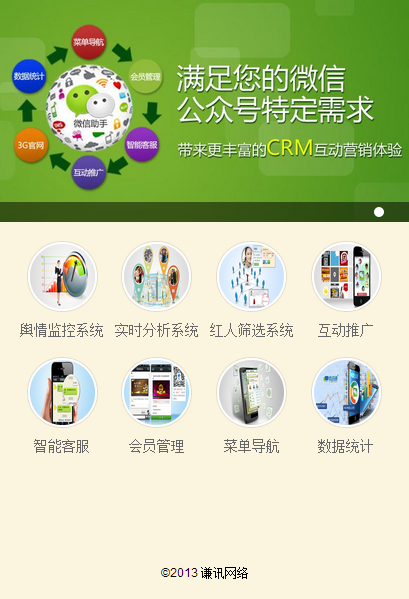 菜单导航
数据统计
会员管理
微信助手
3G官网
智能客服
互动推广
满足您的微信
公众号特定需求
带来更丰富的CRM互动营销体验
舆情监控系统
实时分析系统
红人筛选系统
互动推广
智能客服
会员管理
菜单导航
数据统计
©2013 谦讯网络